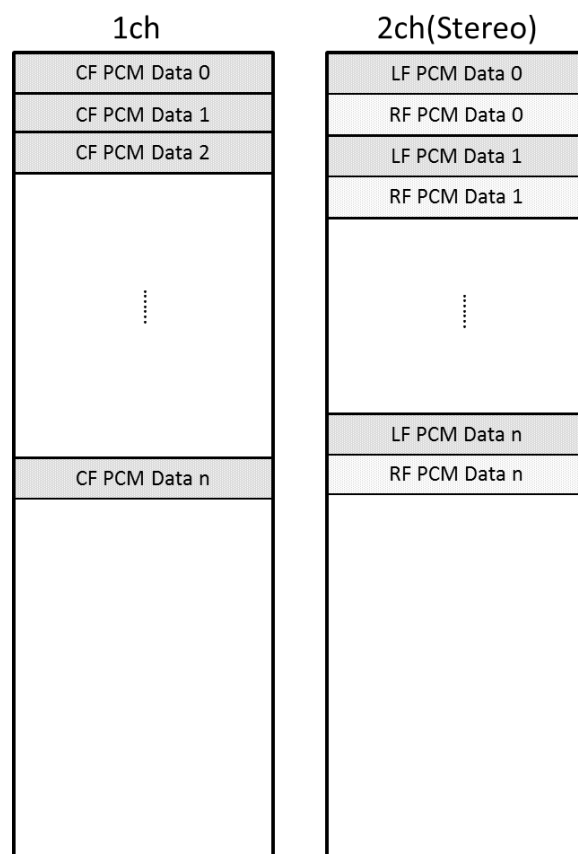 1ch
CF PCM Data 0
CF PCM Data 1
CF PCM Data 2
CF PCM Data n
2ch(Stereo)
LF PCM Data 0
RF PCM Data 0
LF PCM Data 1
RF PCM Data 1
LF PCM Data n
RF PCM Data n